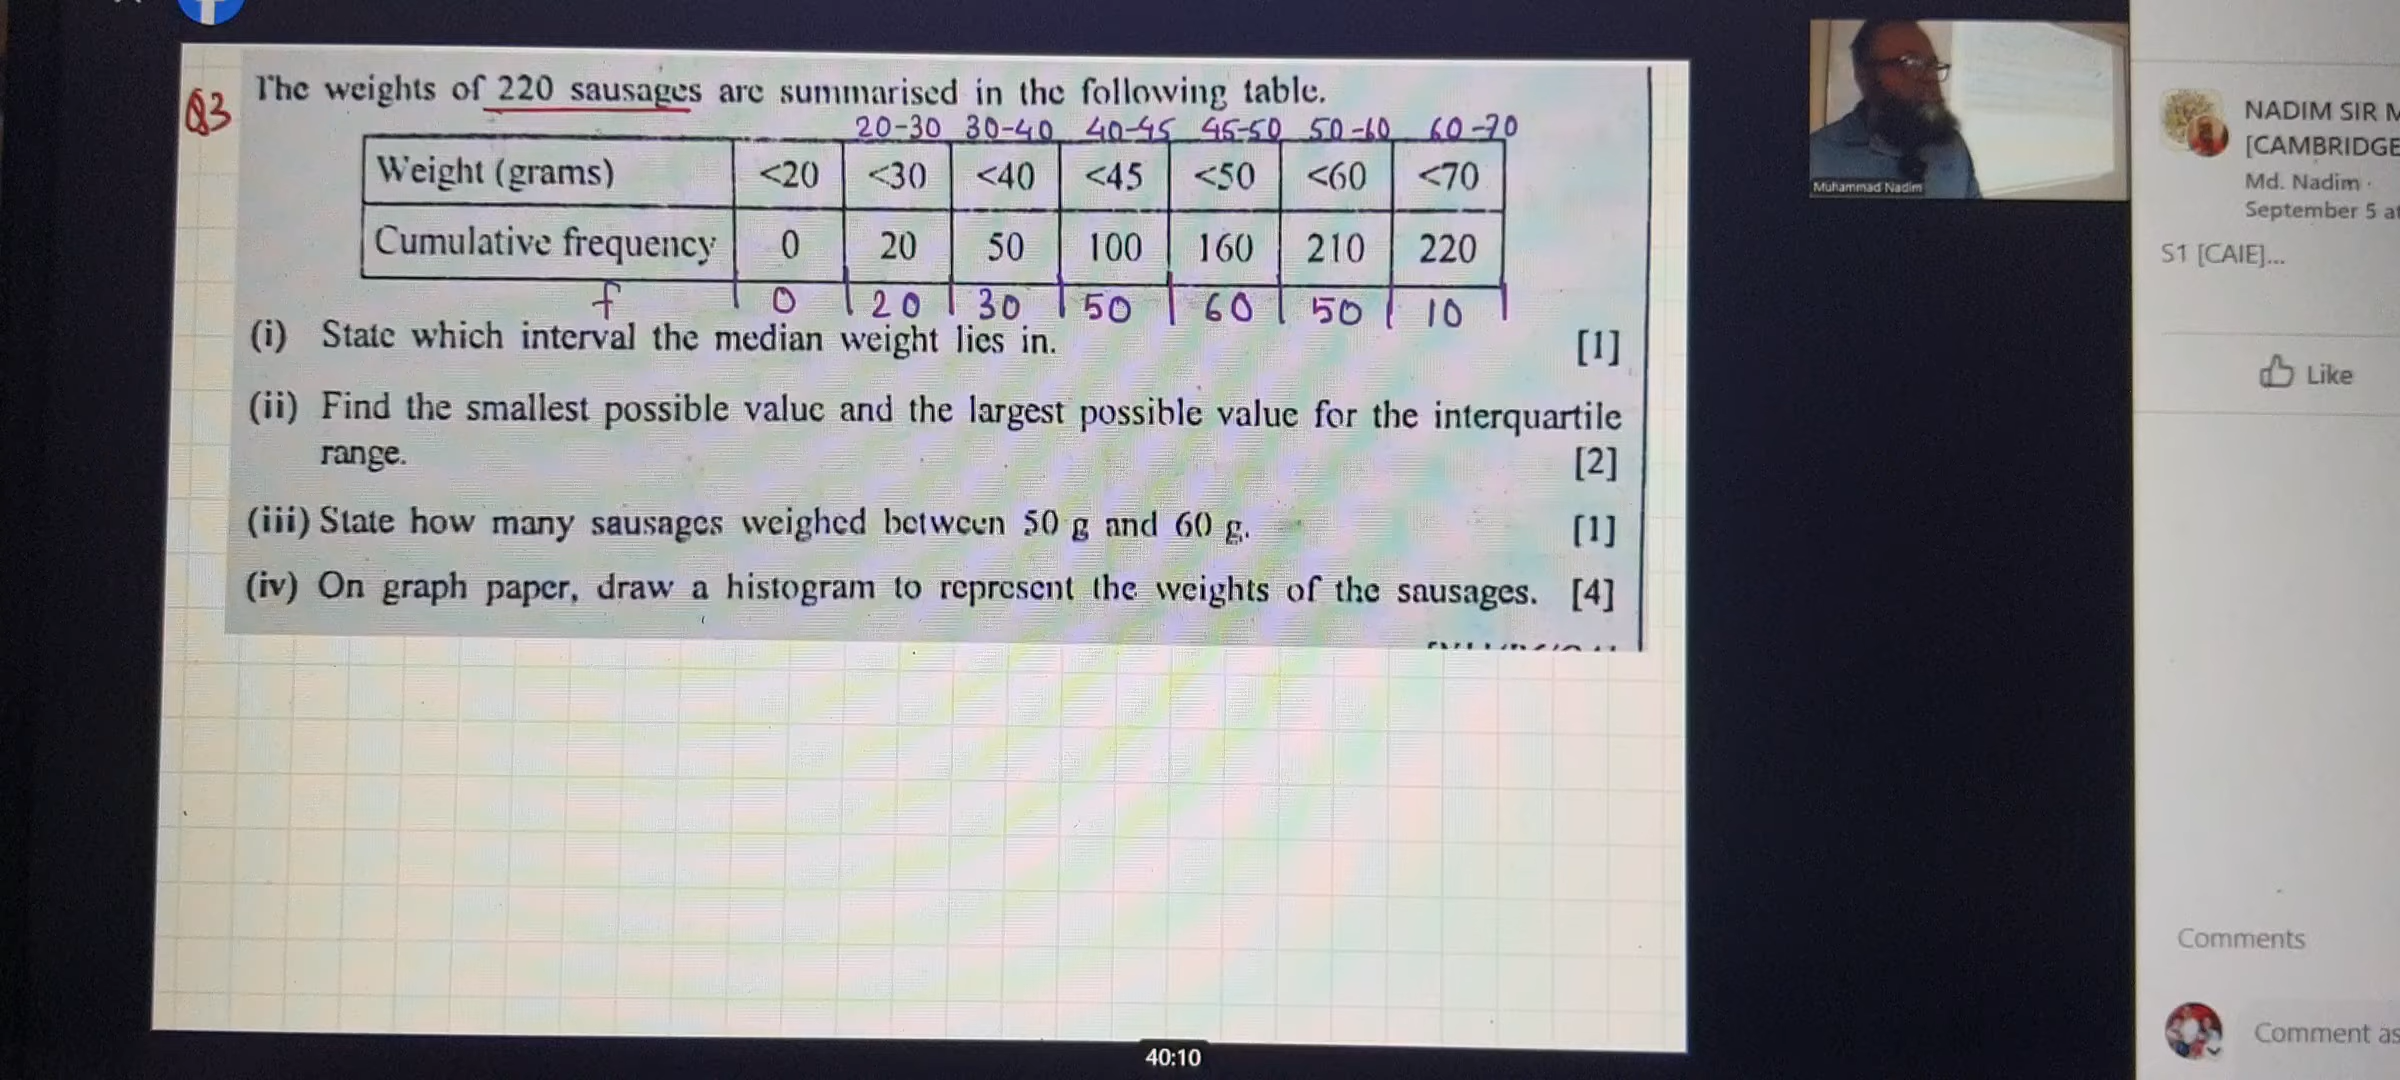 Q3 The weights of 220 sausages are summarised in the following table.
20-30 30-40 40-45 45-50 50-60 60-70
Weight (grams) <20 <30 <40 <45 <50 <60 <70
Cumulative frequency 0 20 50 100 160 210 220
f 0 20 30 50 60 50 10
(i) State which interval the median weight lies in. [1]
(ii) Find the smallest possible value and the largest possible value for the interquartile
range. [2]
(iii) State how many sausages weighed between 50 g and 60 g. [1]
(iv) On graph paper, draw a histogram to represent the weights of the sausages. [4]
40:10
Muhammad Nadim
NADIM SIR
[CAMBRIDGE
Md. Nadim ·
September 5
S1 [CAIE]...
Like
Comments
Comment as